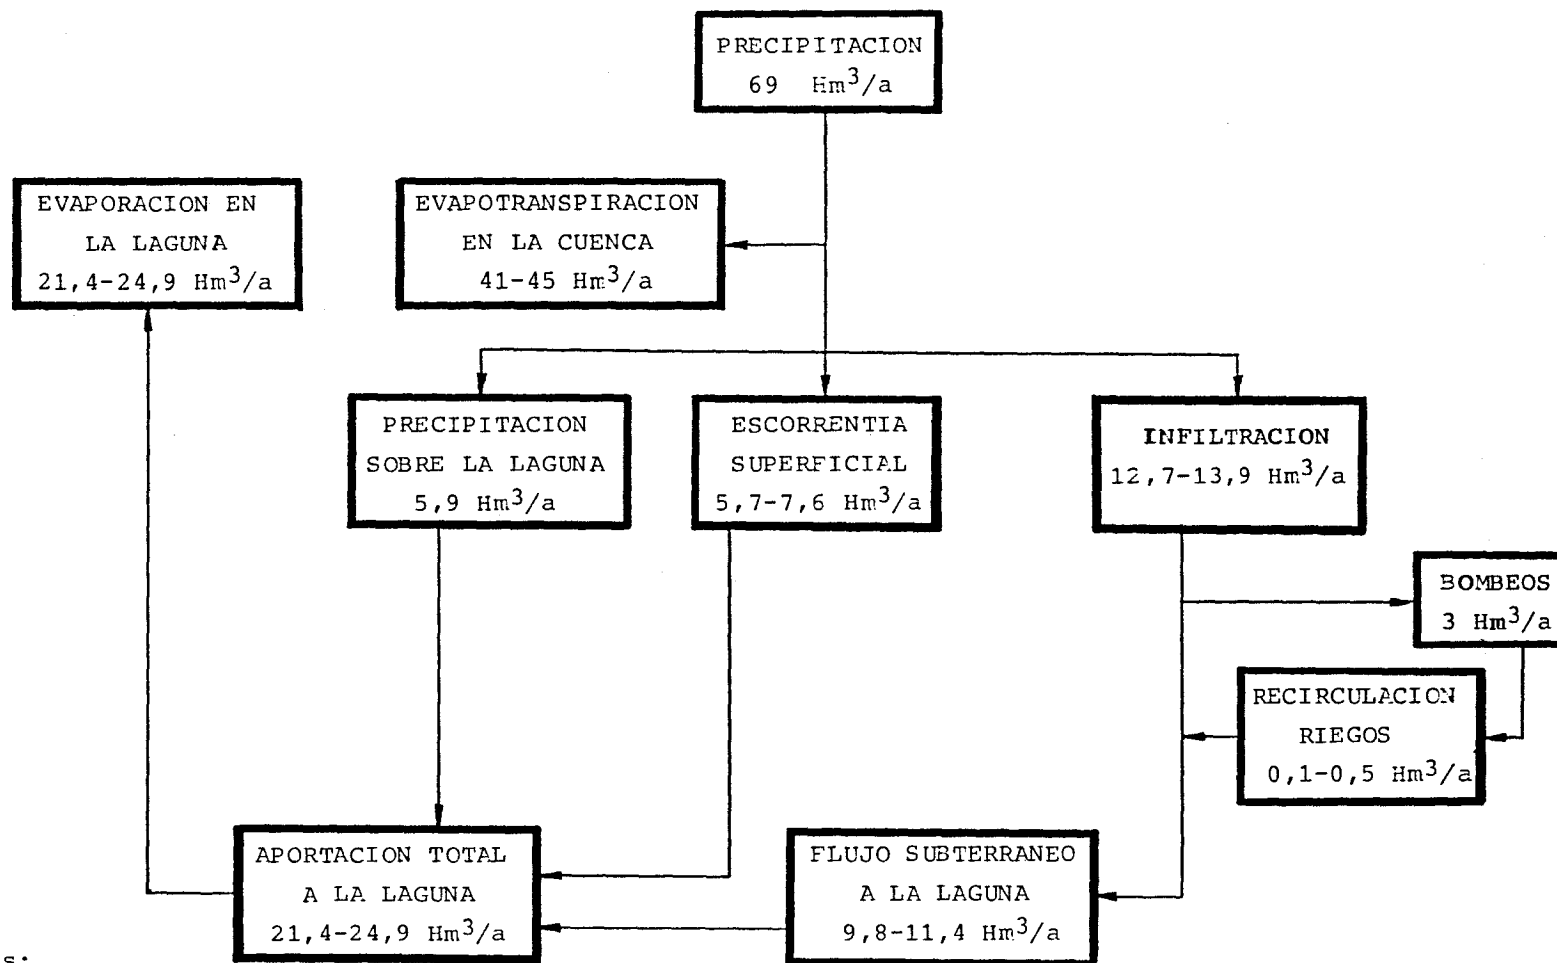 PRECIPITACION
69 Hm³/a
EVAPORACION EN
LA LAGUNA
21,4-24,9 Hm³/a
EVAPOTRANSPIRACION
EN LA CUENCA
41-45 Hm³/a
PRECIPITACION
SOBRE LA LAGUNA
5,9 Hm³/a
ESCORRENTIA
SUPERFICIAL
5,7-7,6 Hm³/a
INFILTRACION
12,7-13,9 Hm³/a
BOMBEOS
3 Hm³/a
RECIRCULACION
RIEGOS
0,1-0,5 Hm³/a
APORTACION TOTAL
A LA LAGUNA
21,4-24,9 Hm³/a
FLUJO SUBTERRANEO
A LA LAGUNA
9,8-11,4 Hm³/a
s: